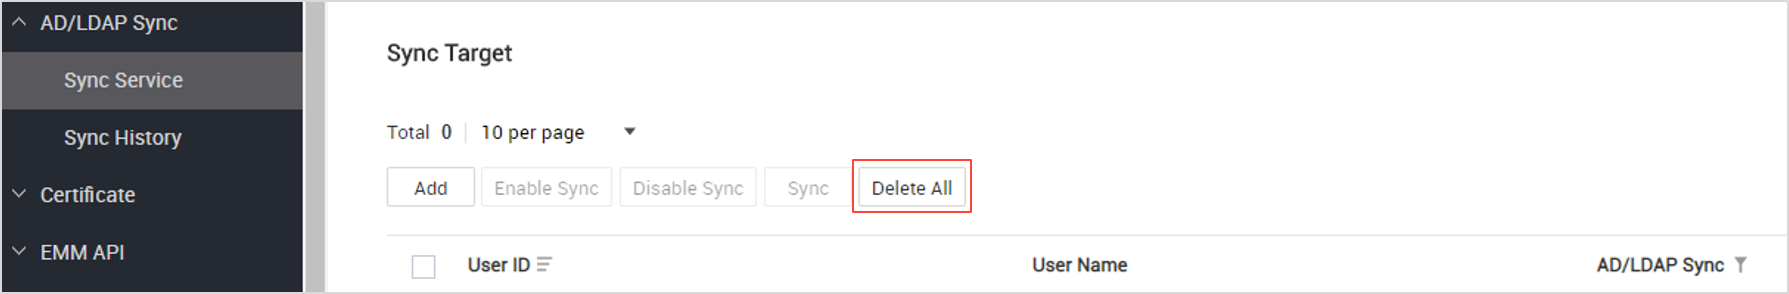 AD/LDAP Sync
Sync Service
Sync History
Certificate
EMM API
Sync Target
Total 0 10 per page
Add Enable Sync Disable Sync Sync Delete All
User ID User Name AD/LDAP Sync